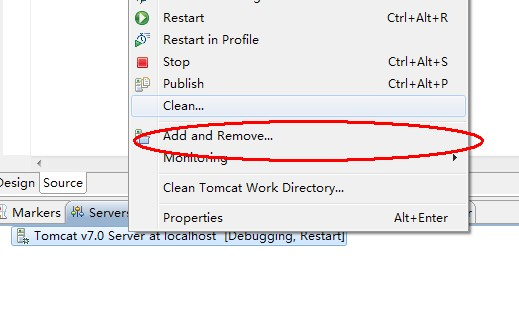 Restart Ctrl+Alt+R
Restart in Profile
Stop Ctrl+Alt+S
Publish Ctrl+Alt+P
Clean...
Add and Remove...
Monitoring
Clean Tomcat Work Directory...
Properties Alt+Enter
Design Source
Markers Servers
Tomcat v7.0 Server at localhost [Debugging, Restart]